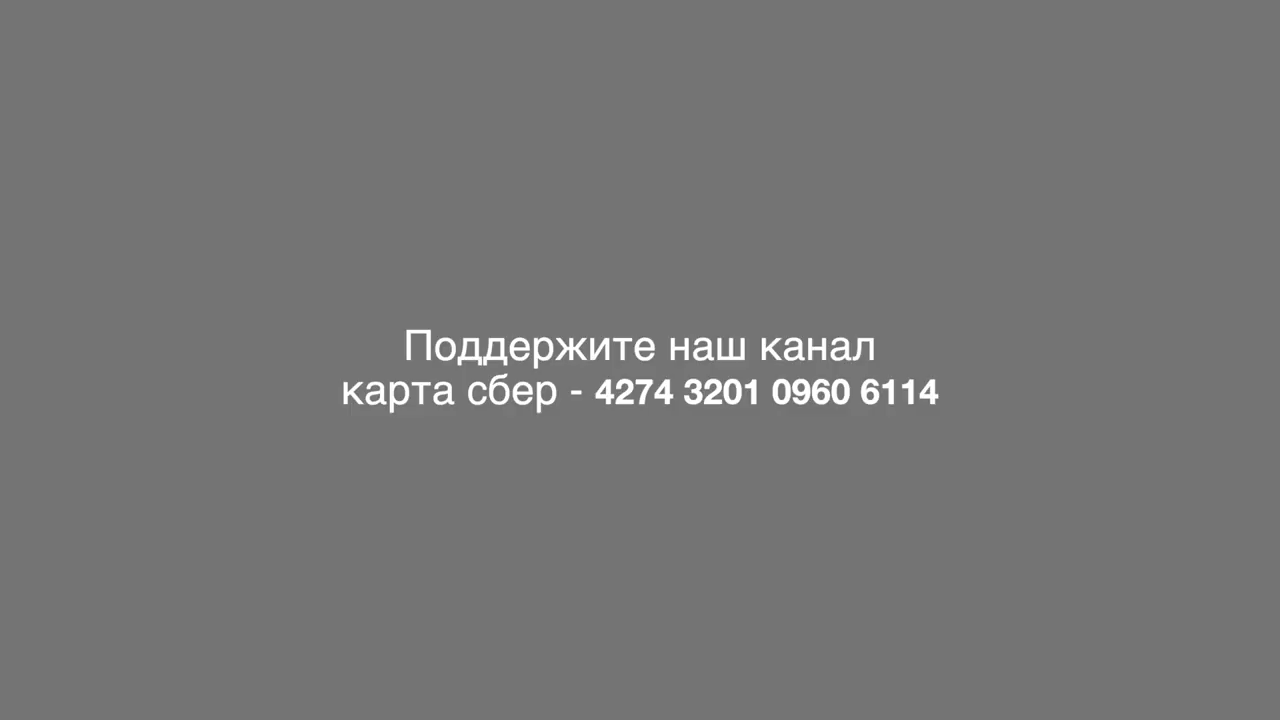 Поддержите наш канал
карта сбер - 4274 3201 0960 6114